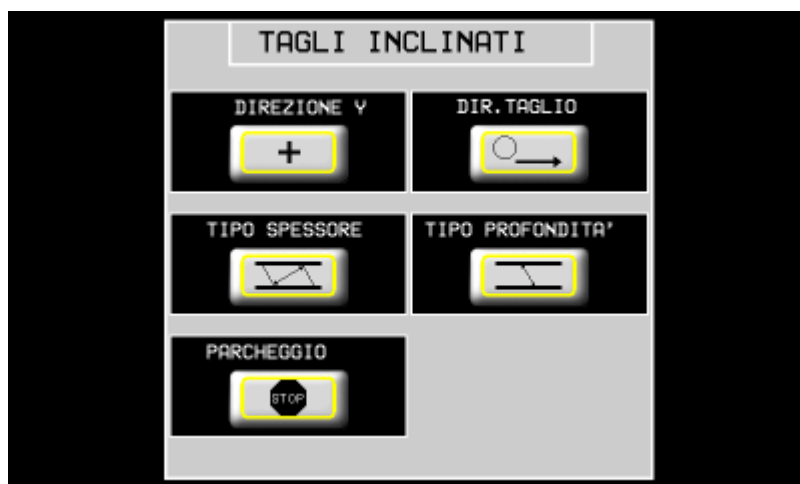 TAGLI INCLINATI
DIREZIONE Y
DIR.TAGLIO
+
TIPO SPESSORE
TIPO PROFONDITA'
PARCHEGGIO
STOP